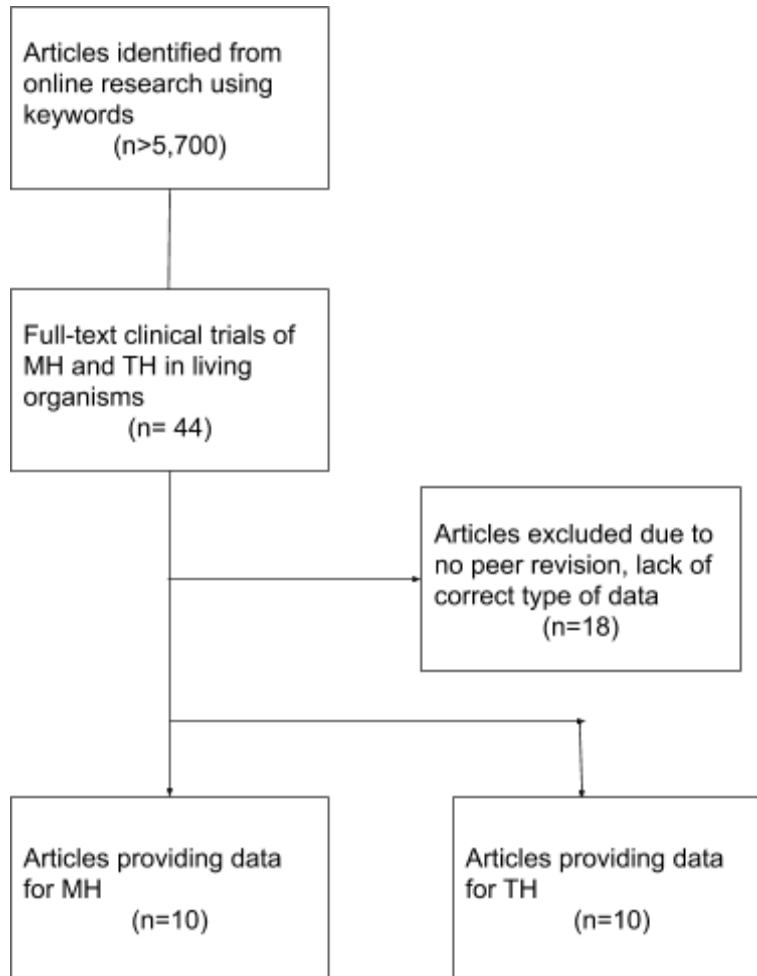 Articles identified from
online research using
keywords
(n>5,700)
Full-text clinical trials of
MH and TH in living
organisms
(n= 44)
Articles excluded due to
no peer revision, lack of
correct type of data
(n=18)
Articles providing data
for MH
(n=10)
Articles providing data
for TH
(n=10)